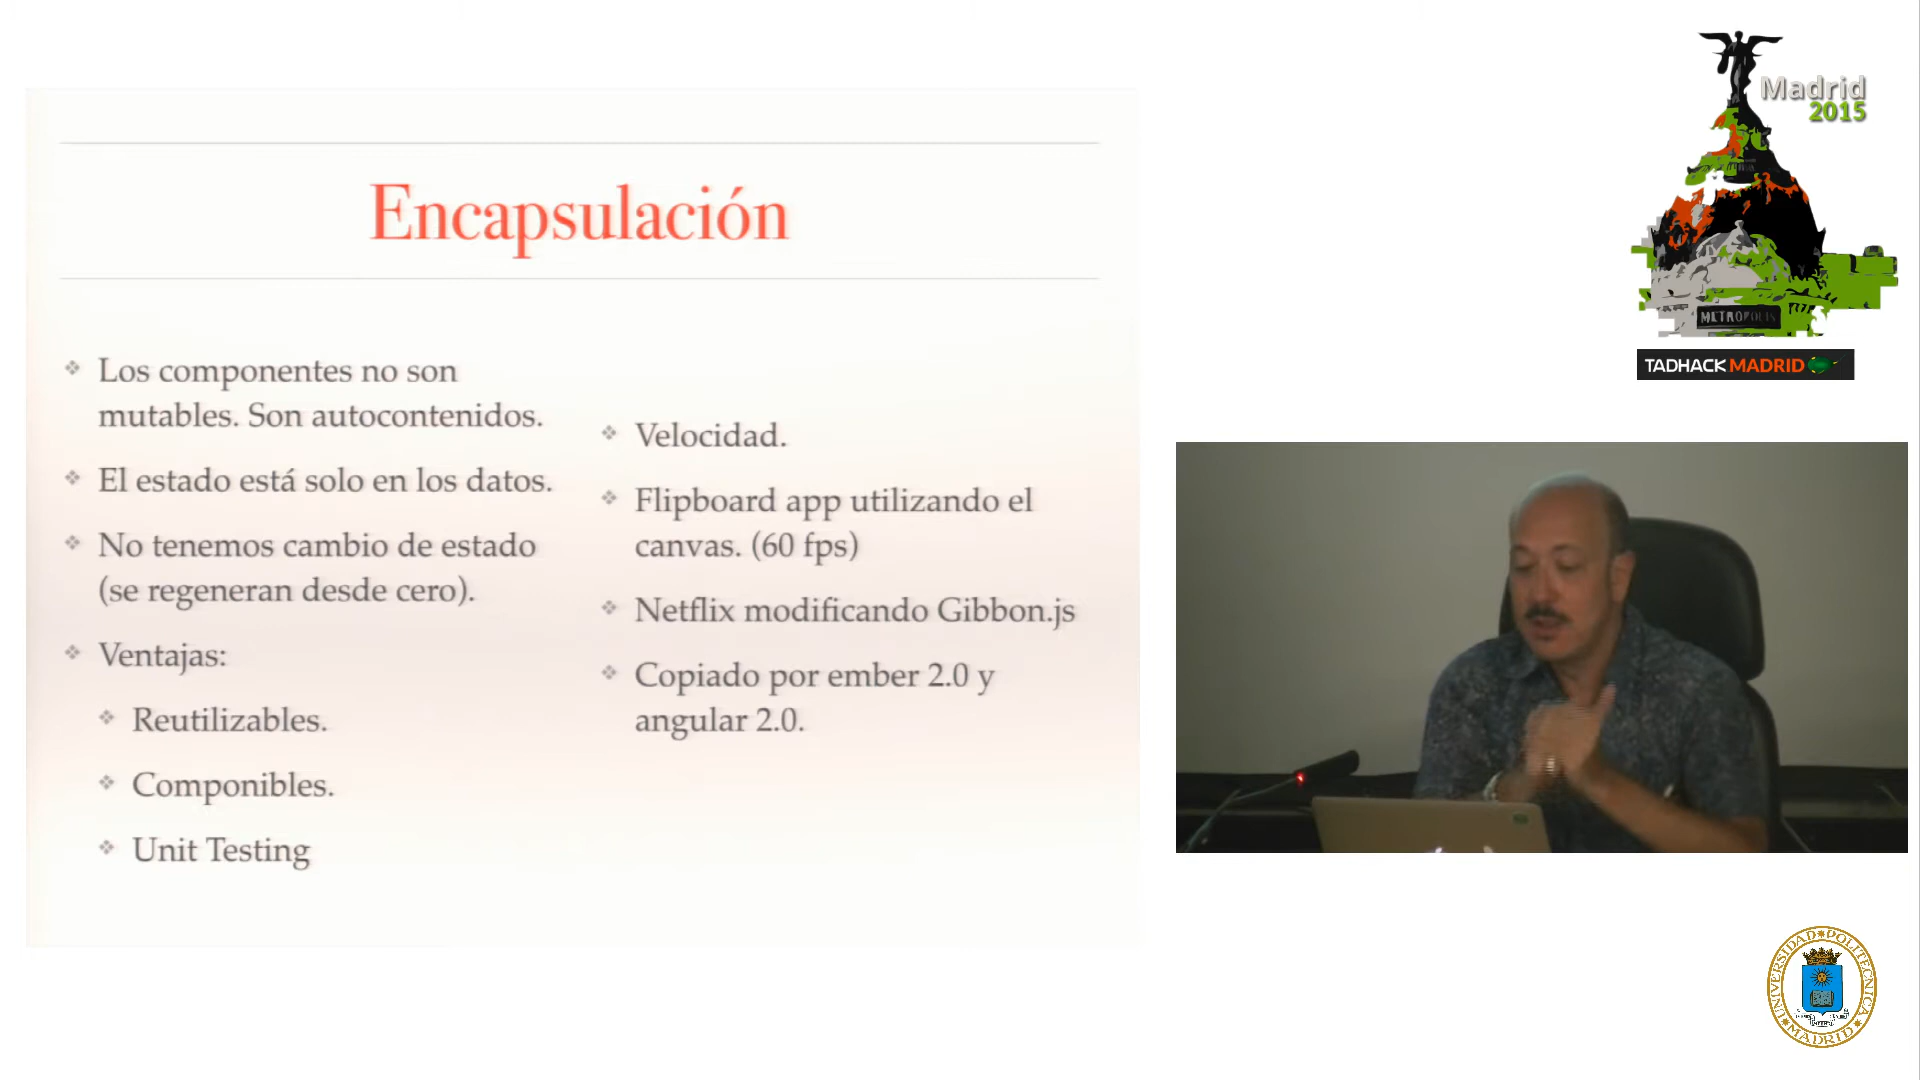 Madrid
2015
METROPOLIS
TADHACK MADRID
Encapsulación
Los componentes no son
mutables. Son autocontenidos.
El estado está solo en los datos.
No tenemos cambio de estado
(se regeneran desde cero).
Ventajas:
Reutilizables.
Componibles.
Unit Testing
Velocidad.
Flipboard app utilizando el
canvas. (60 fps)
Netflix modificando Gibbon.js
Copiado por ember 2.0 y
angular 2.0.
UNIVERSIDAD POLITECNICA
MADRID